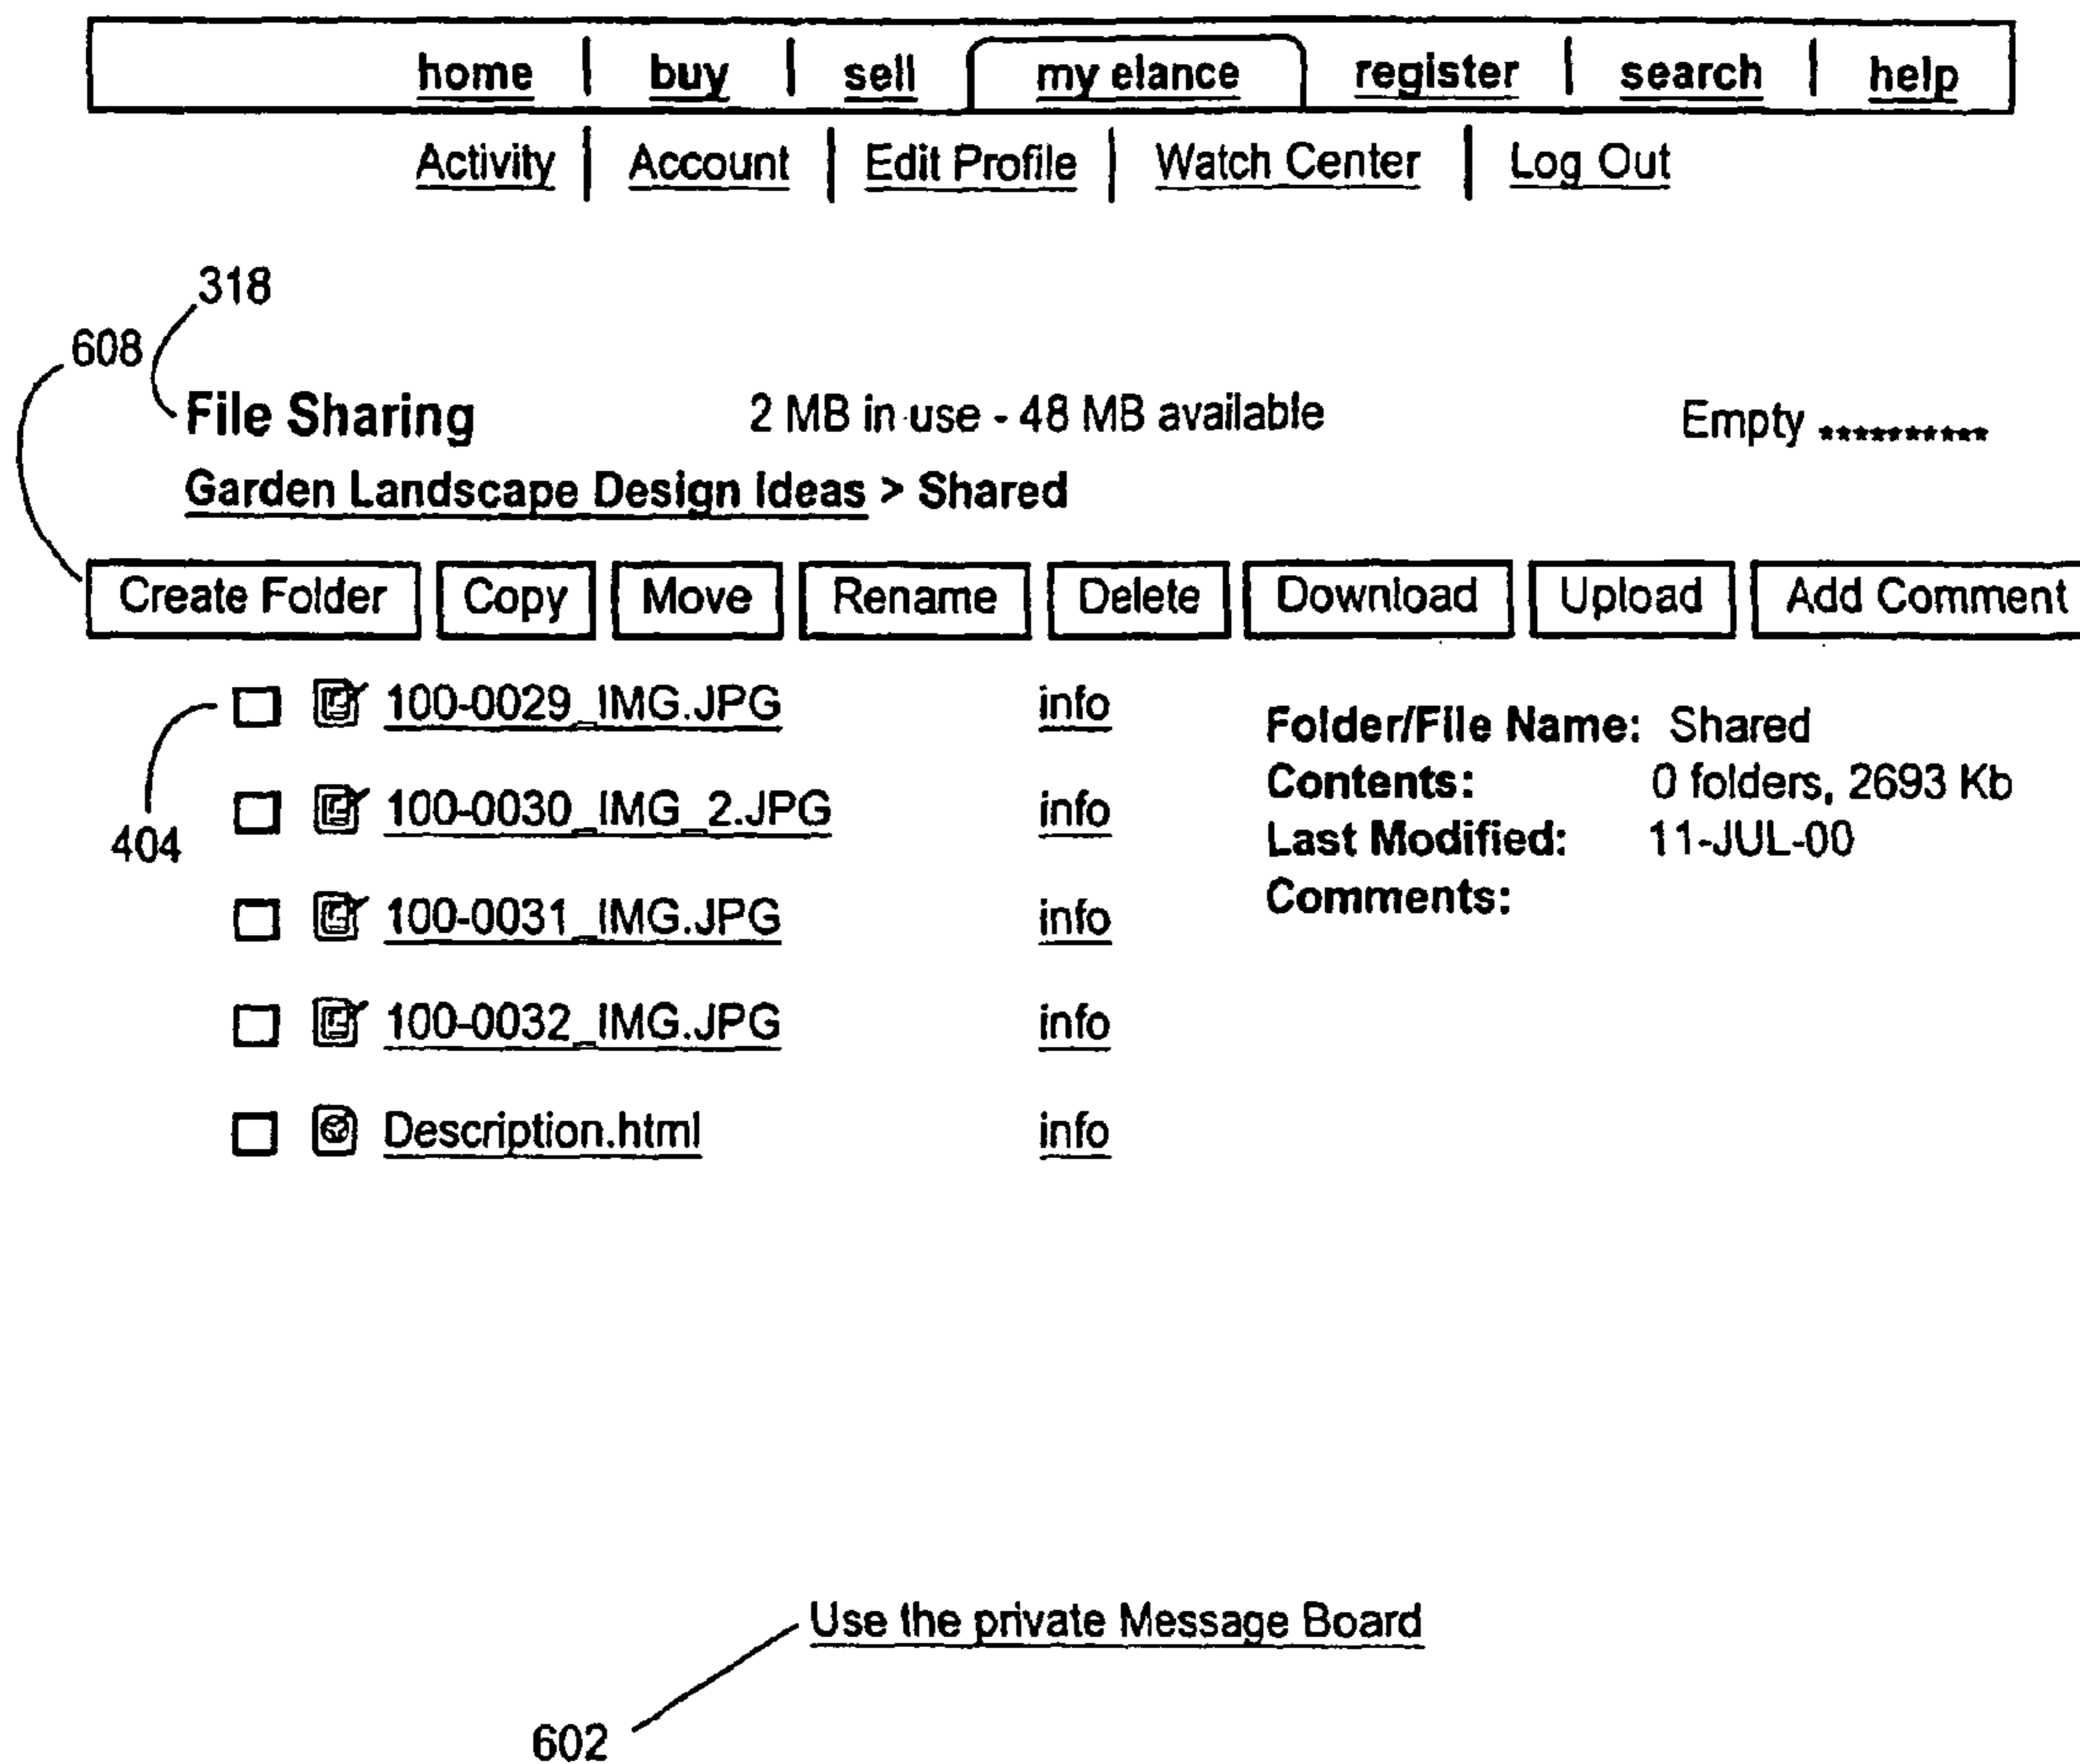 home | buy | sell my elance register | search | help
Activity | Account | Edit Profile | Watch Center | Log Out
318
608
File Sharing 2 MB in use - 48 MB available Empty **********
Garden Landscape Design Ideas > Shared
Create Folder Copy Move Rename Delete Download Upload Add Comment
100-0029_IMG.JPG info
Folder/File Name: Shared
Contents: 0 folders, 2693 Kb
100-0030_IMG_2.JPG info
Last Modified: 11-JUL-00
404
Comments:
100-0031_IMG.JPG info
100-0032_IMG.JPG info
Description.html info
Use the private Message Board
602